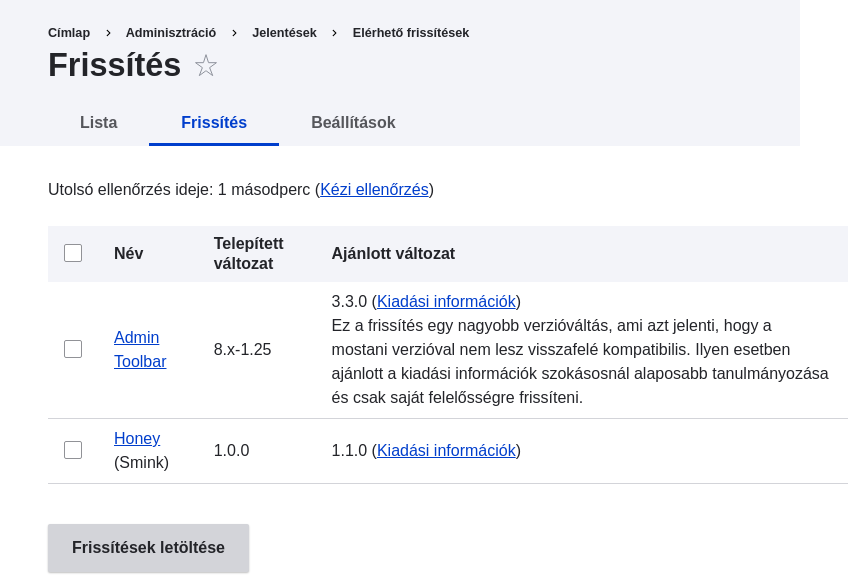 Címlap › Adminisztráció › Jelentések › Elérhető frissítések
Frissítés ☆
Lista Frissítés Beállítások
Utolsó ellenőrzés ideje: 1 másodperc (Kézi ellenőrzés)
Név Telepített változat Ajánlott változat
Admin Toolbar 8.x-1.25 3.3.0 (Kiadási információk)
Ez a frissítés egy nagyobb verzióváltás, ami azt jelenti, hogy a
mostani verzióval nem lesz visszafelé kompatibilis. Ilyen esetben
ajánlott a kiadási információk szokásosnál alaposabb tanulmányozása
és csak saját felelősségre frissíteni.
Honey (Smink) 1.0.0 1.1.0 (Kiadási információk)
Frissítések letöltése